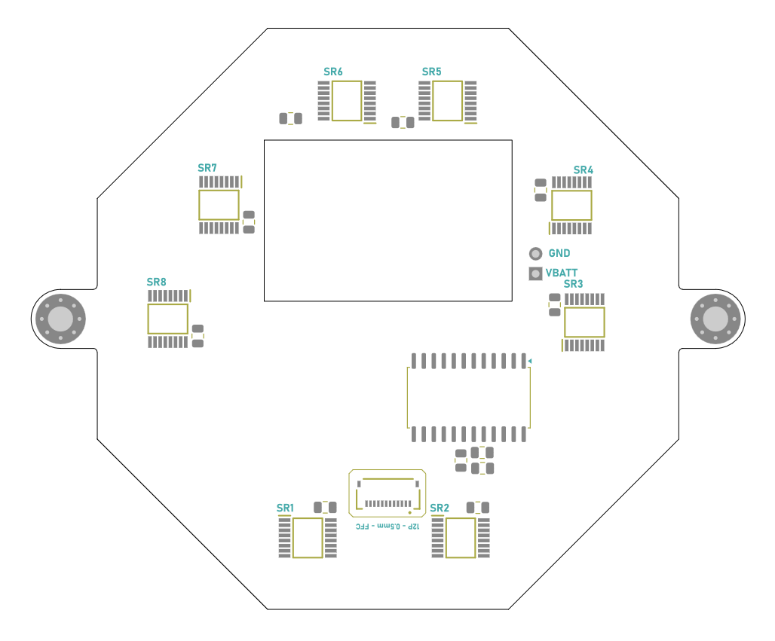 SR6
SR5
SR7
SR4
GND
VBATT
SR8
SR3
SR1
SR2
12P - 0.5mm - FFC